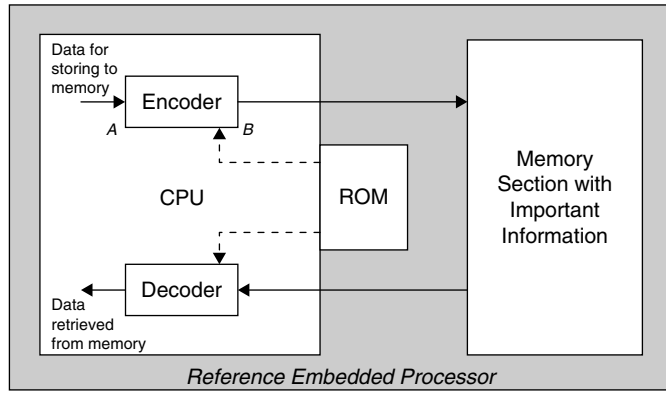 Data for
storing to
memory
Encoder
A
B
CPU
ROM
Memory
Section with
Important
Information
Decoder
Data
retrieved
from memory
Reference Embedded Processor